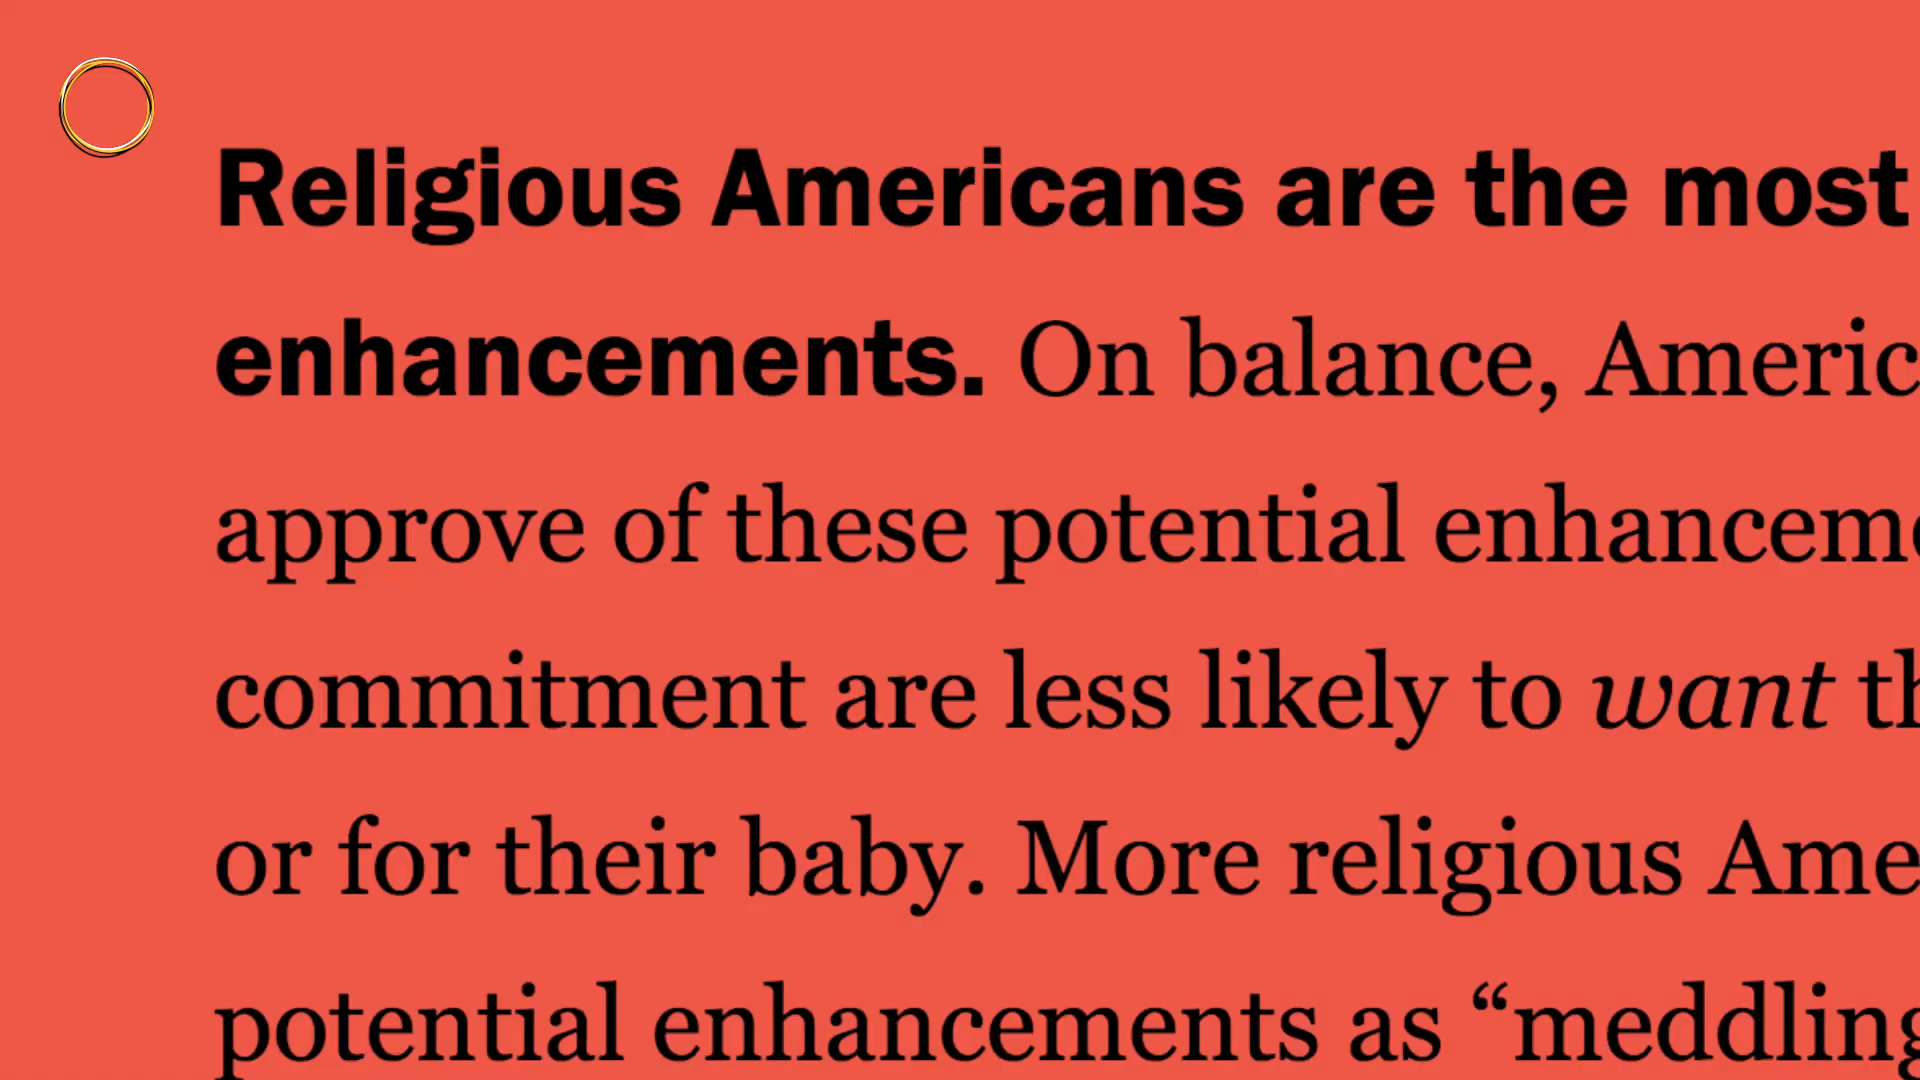 Religious Americans are the most
enhancements. On balance, Americ
approve of these potential enhancem
commitment are less likely to want th
or for their baby. More religious Ame
potential enhancements as “meddling